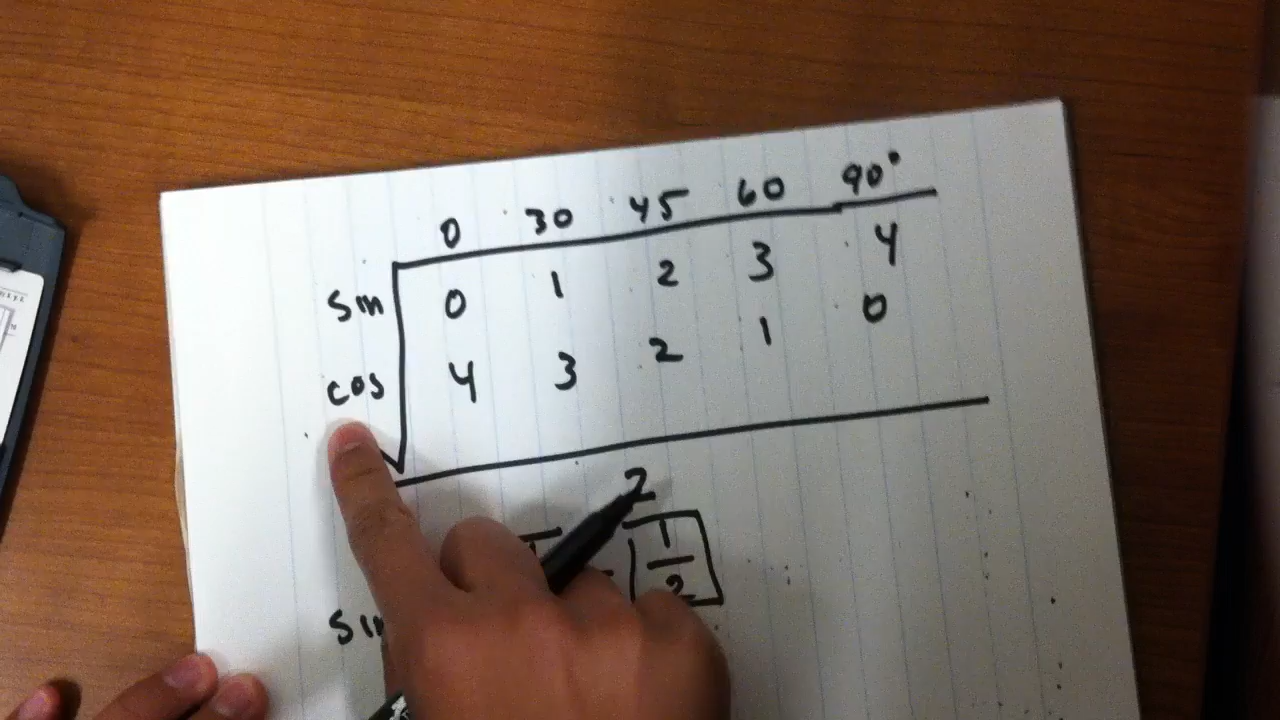 0 30 45 60 90°
sin 0 1 2 3 4
cos 4 3 2 1 0
2
1
2